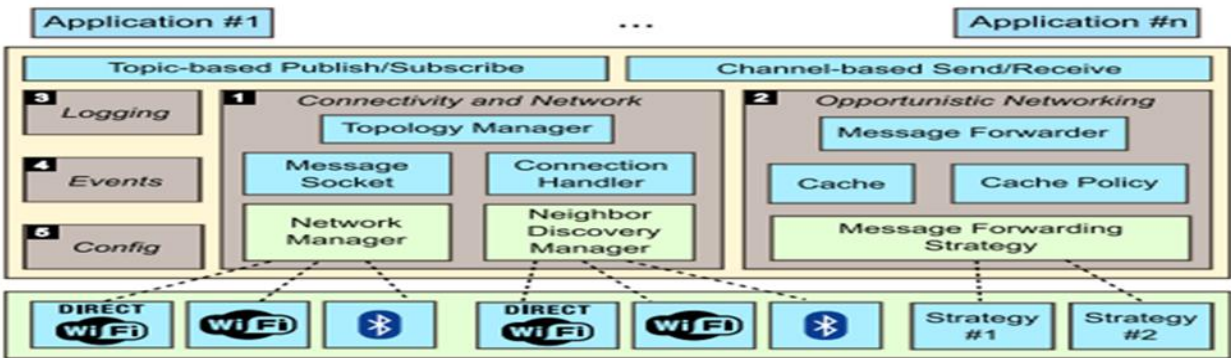 Application #1
...
Application #n
Topic-based Publish/Subscribe
Channel-based Send/Receive
3
Logging
4
Events
5
Config
1
Connectivity and Network
Topology Manager
Message
Socket
Connection
Handler
Network
Manager
Neighbor
Discovery
Manager
2
Opportunistic Networking
Message Forwarder
Cache
Cache Policy
Message Forwarding
Strategy
DIRECT
WiFi
WiFi
DIRECT
WiFi
WiFi
Strategy
#1
Strategy
#2